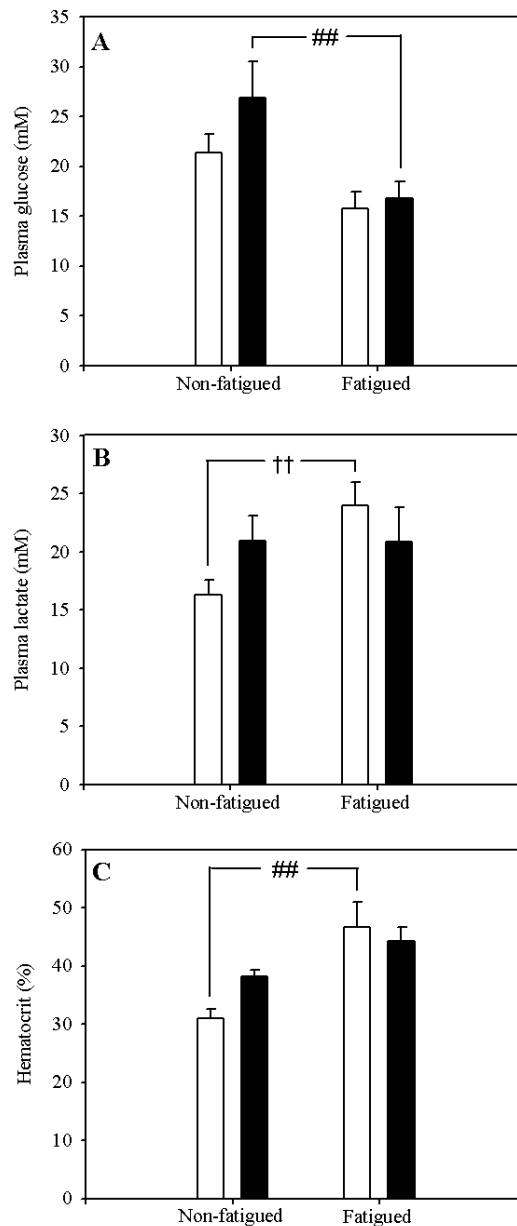 A
##
Plasma glucose (mM)
35
30
25
20
15
10
5
0
Non-fatigued Fatigued
B
††
Plasma lactate (mM)
30
25
20
15
10
5
0
Non-fatigued Fatigued
C
##
Hematocrit (%)
60
50
40
30
20
10
0
Non-fatigued Fatigued